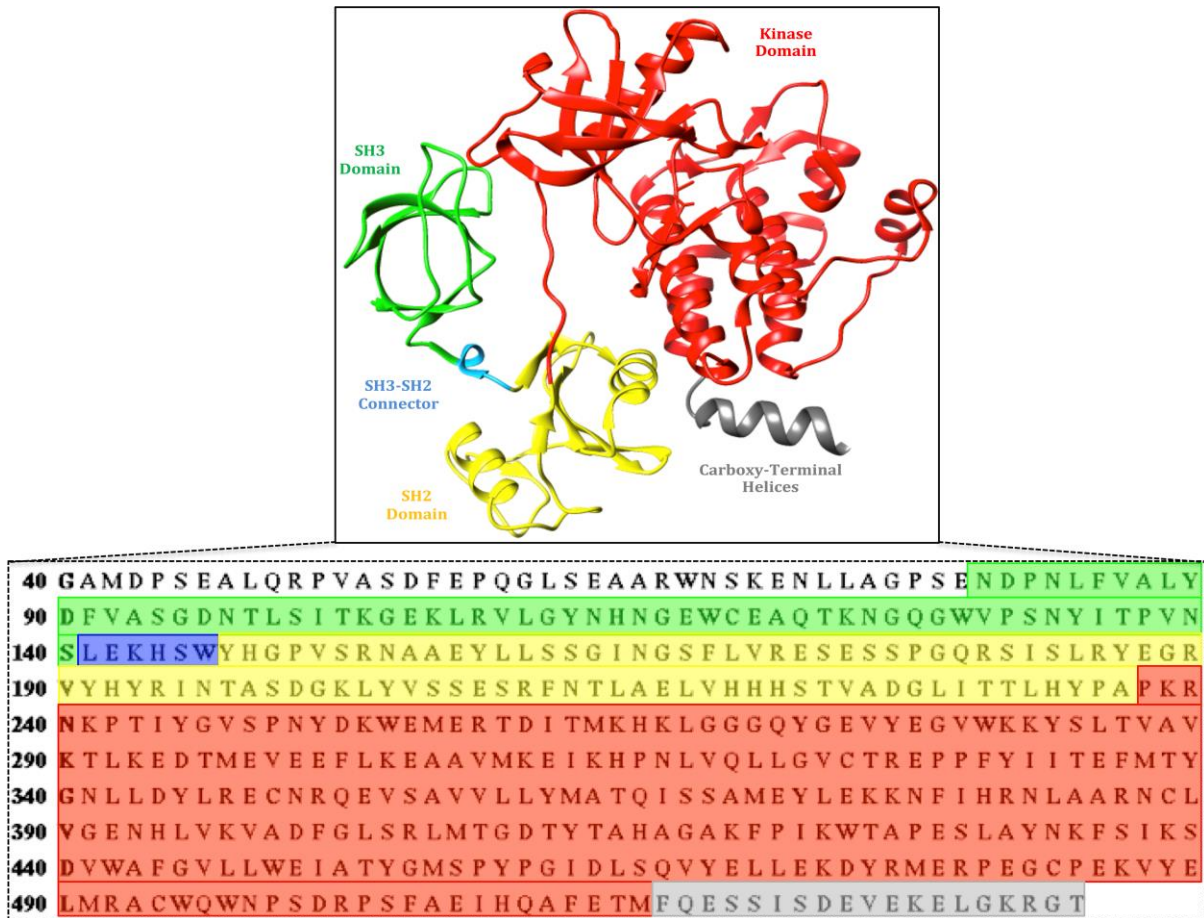 Kinase
Domain
SH3
Domain
SH3-SH2
Connector
Carboxy-Terminal
Helices
SH2
Domain
40 G A M D P S E A L Q R P V A S D F E P Q G L S E A A R W N S K E N L L A G P S E N D P N L F V A L Y
90 D F V A S G D N T L S I T K G E K L R V L G Y N H N G E W C E A Q T K N G Q G W V P S N Y I T P V N
140 S L E K H S W Y H G P V S R N A A E Y L L S S G I N G S F L V R E S E S S P G Q R S I S L R Y E G R
190 V Y H Y R I N T A S D G K L Y V S S E S R F N T L A E L V H H H S T V A D G L I T T L H Y P A P K R
240 N K P T I Y G V S P N Y D K W E M E R T D I T M K H K L G G G Q Y G E V Y E G V W K K Y S L T V A V
290 K T L K E D T M E V E E F L K E A A V M K E I K H P N L V Q L L G V C T R E P P F Y I I T E F M T Y
340 G N L L D Y L R E C N R Q E V S A V V L L Y M A T Q I S S A M E Y L E K K N F I H R N L A A R N C L
390 V G E N H L V K V A D F G L S R L M T G D T Y T A H A G A K F P I K W T A P E S L A Y N K F S I K S
440 D V W A F G V L L W E I A T Y G M S P Y P G I D L S Q V Y E L L E K D Y R M E R P E G C P E K V Y E
490 L M R A C W Q W N P S D R P S F A E I H Q A F E T M F Q E S S I S D E V E K E L G K R G T